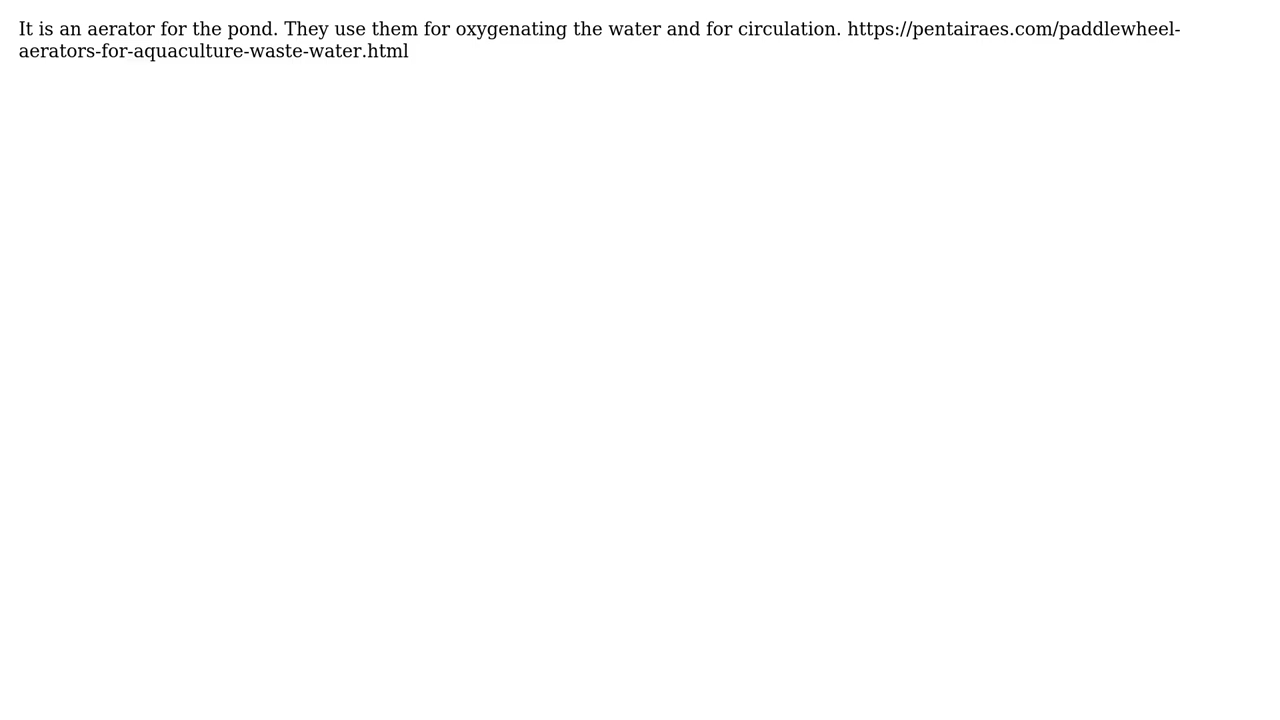 It is an aerator for the pond. They use them for oxygenating the water and for circulation. https://pentairaes.com/paddlewheel-
aerators-for-aquaculture-waste-water.html